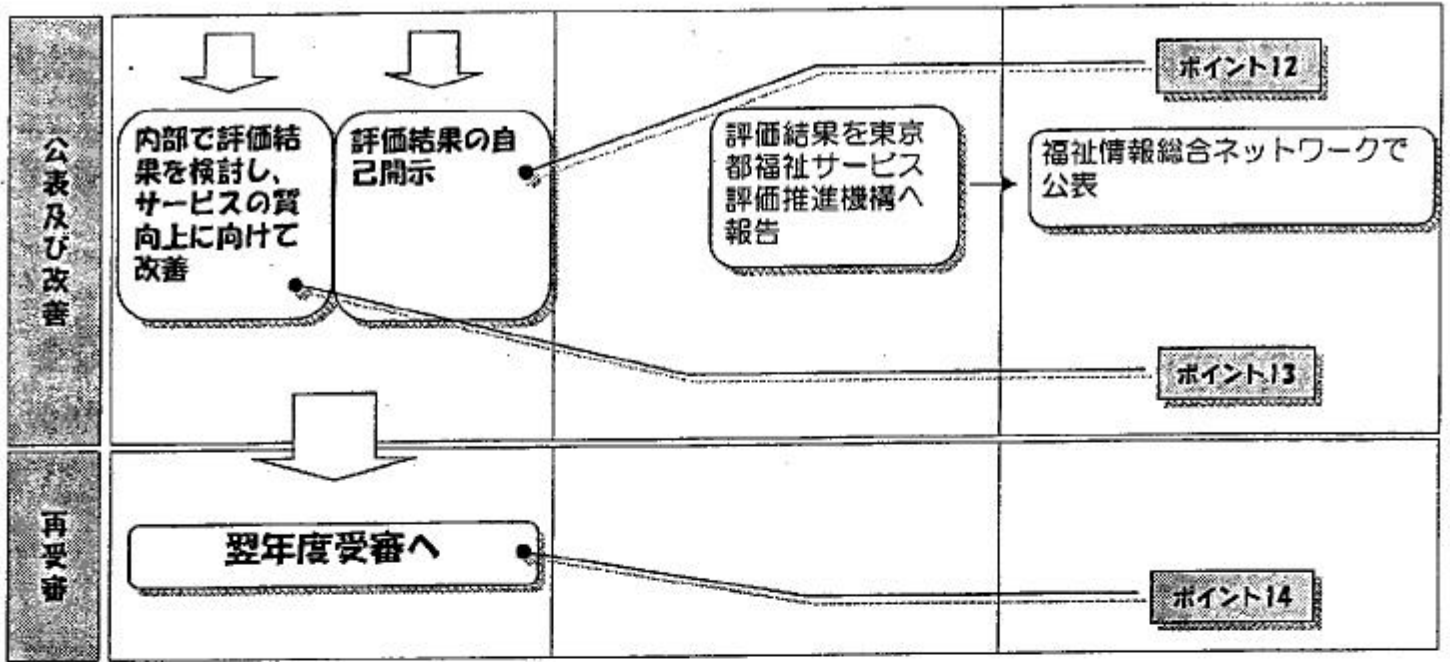 公表及び改善
内部で評価結
果を検討し、
サービスの質
向上に向けて
改善
評価結果の自
己開示
評価結果を東京
都福祉サービス
評価推進機構へ
報告
福祉情報総合ネットワークで
公表
ポイント12
ポイント13
再受審
翌年度受審へ
ポイント14